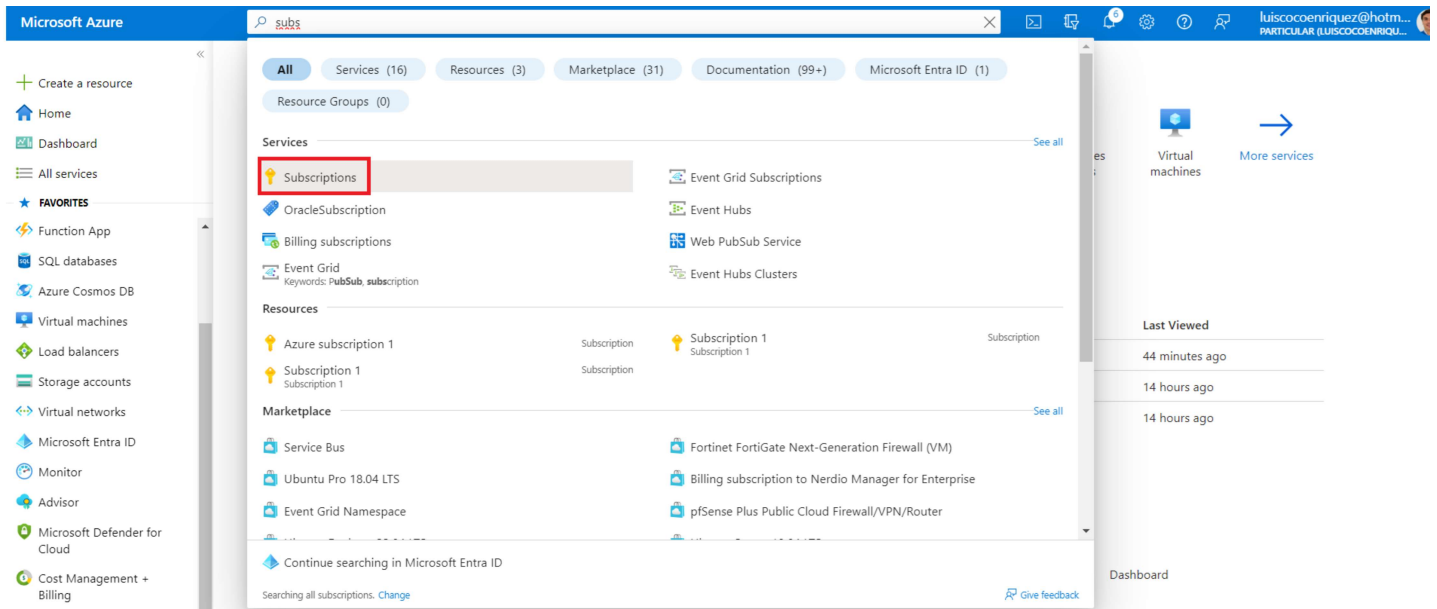 Microsoft Azure
subs
6
luiscocoenriquez@hotm...
PARTICULAR (LUISCOCOENRIQU...
Create a resource
Home
Dashboard
All services
FAVORITES
Function App
SQL databases
Azure Cosmos DB
Virtual machines
Load balancers
Storage accounts
Virtual networks
Microsoft Entra ID
Monitor
Advisor
Microsoft Defender for
Cloud
Cost Management +
Billing
All
Services (16)
Resources (3)
Marketplace (31)
Documentation (99+)
Microsoft Entra ID (1)
Resource Groups (0)
Services
See all
Subscriptions
Event Grid Subscriptions
OracleSubscription
Event Hubs
Billing subscriptions
Web PubSub Service
Event Grid
Keywords: PubSub, subscription
Event Hubs Clusters
Resources
Azure subscription 1
Subscription
Subscription 1
Subscription 1
Subscription
Subscription 1
Subscription 1
Subscription
Marketplace
See all
Service Bus
Fortinet FortiGate Next-Generation Firewall (VM)
Ubuntu Pro 18.04 LTS
Billing subscription to Nerdio Manager for Enterprise
Event Grid Namespace
pfSense Plus Public Cloud Firewall/VPN/Router
Continue searching in Microsoft Entra ID
Searching all subscriptions. Change
Give feedback
Virtual
machines
More services
Last Viewed
44 minutes ago
14 hours ago
14 hours ago
Dashboard